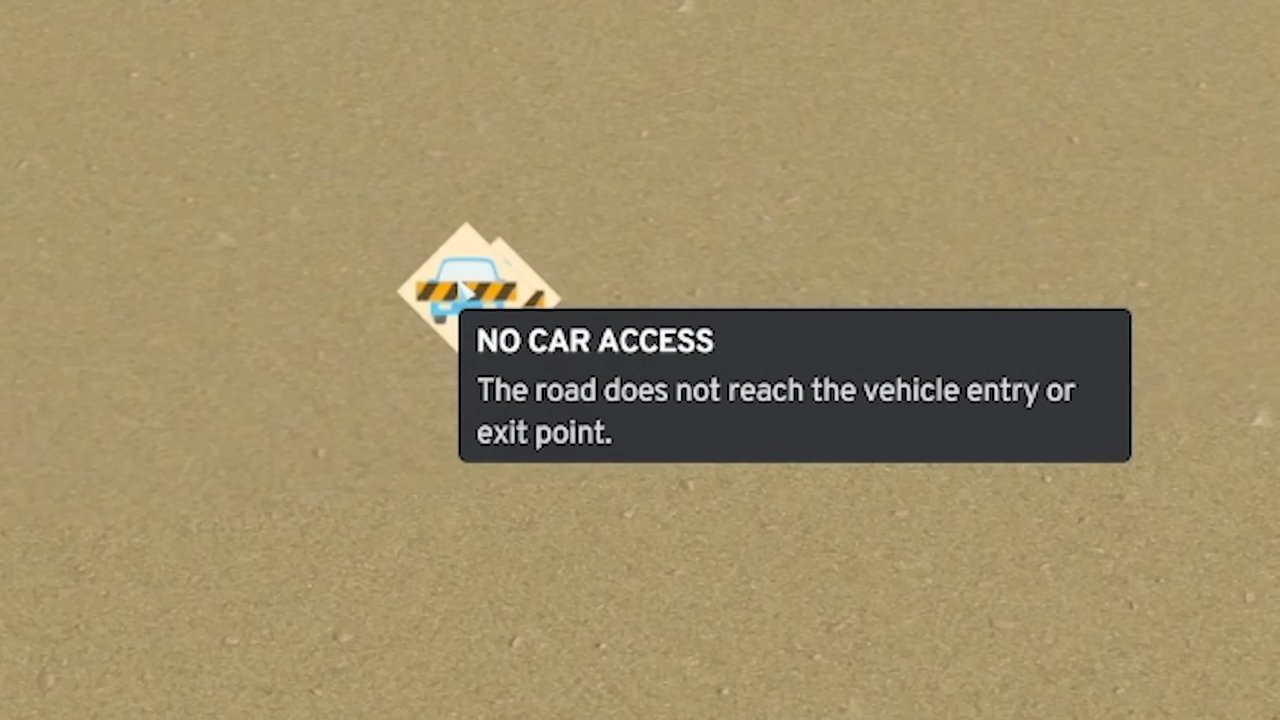 NO CAR ACCESS
The road does not reach the vehicle entry or
exit point.